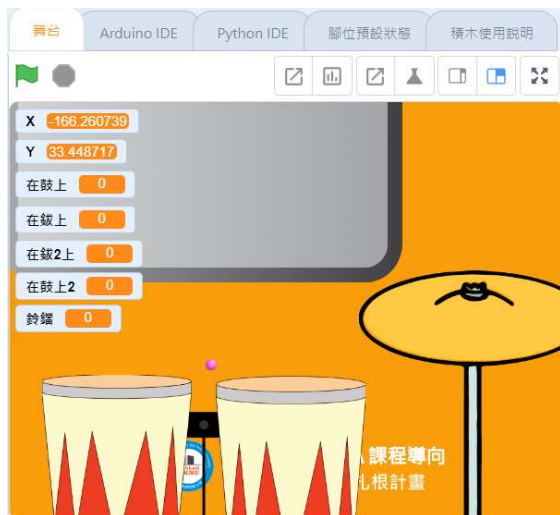 舞台 Arduino IDE Python IDE 腳位預設狀態 積木使用說明
X -166.260739
Y 33.448717
在鼓上 0
在鈸上 0
在鈸2上 0
在鼓上2 0
鈴鐺 0
課程導向
扎根計畫